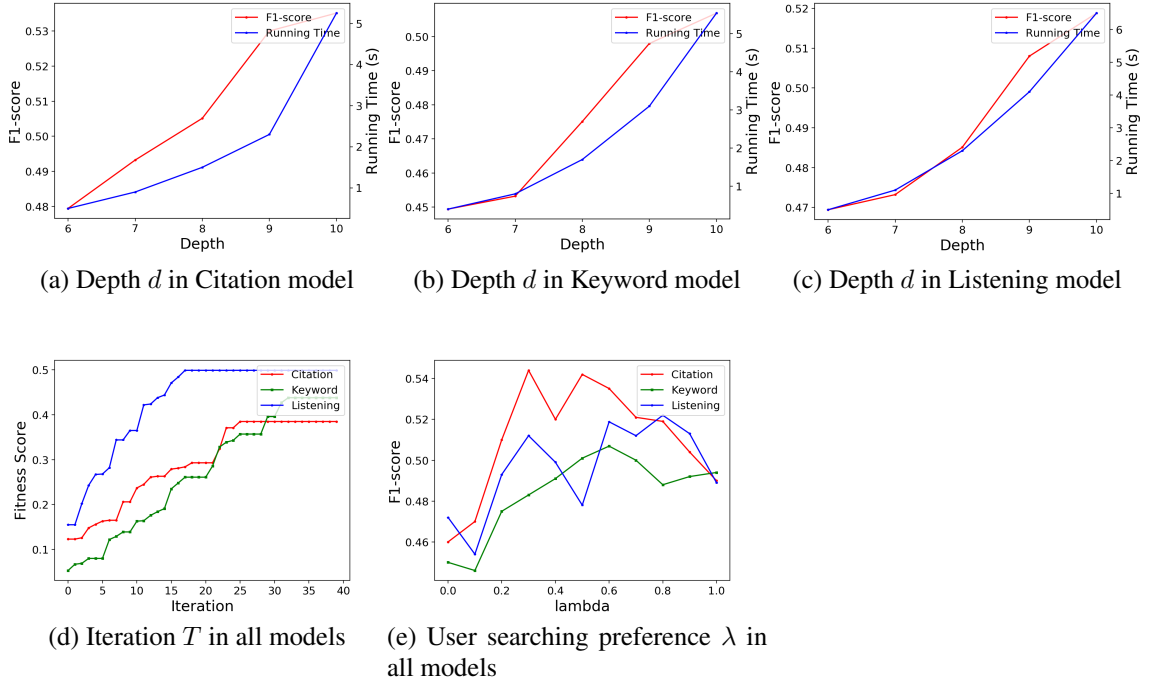 F1-score
Running Time
0.53
0.52
0.51
0.50
0.49
0.48
F1-score
5
4
3
2
1
Running Time (s)
6 7 8 9 10
Depth
(a) Depth d in Citation model
F1-score
Running Time
0.50
0.49
0.48
0.47
0.46
0.45
F1-score
5
4
3
2
1
Running Time (s)
6 7 8 9 10
Depth
(b) Depth d in Keyword model
F1-score
Running Time
0.52
0.51
0.50
0.49
0.48
0.47
F1-score
6
5
4
3
2
1
Running Time (s)
6 7 8 9 10
Depth
(c) Depth d in Listening model
Citation
Keyword
Listening
0.5
0.4
0.3
0.2
0.1
Fitness Score
0 5 10 15 20 25 30 35 40
Iteration
(d) Iteration T in all models
Citation
Keyword
Listening
0.54
0.52
0.50
0.48
0.46
F1-score
0.0 0.2 0.4 0.6 0.8 1.0
lambda
(e) User searching preference λ in
all models